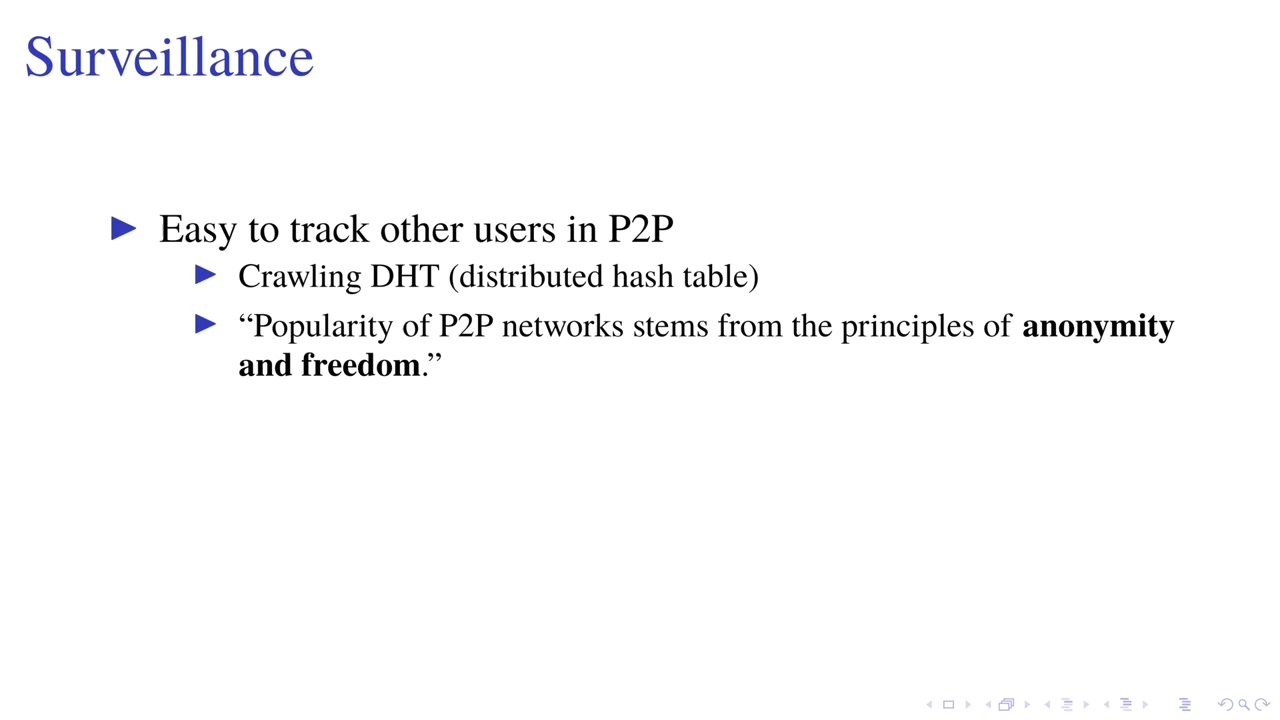 Surveillance
Easy to track other users in P2P
Crawling DHT (distributed hash table)
“Popularity of P2P networks stems from the principles of anonymity
and freedom.”